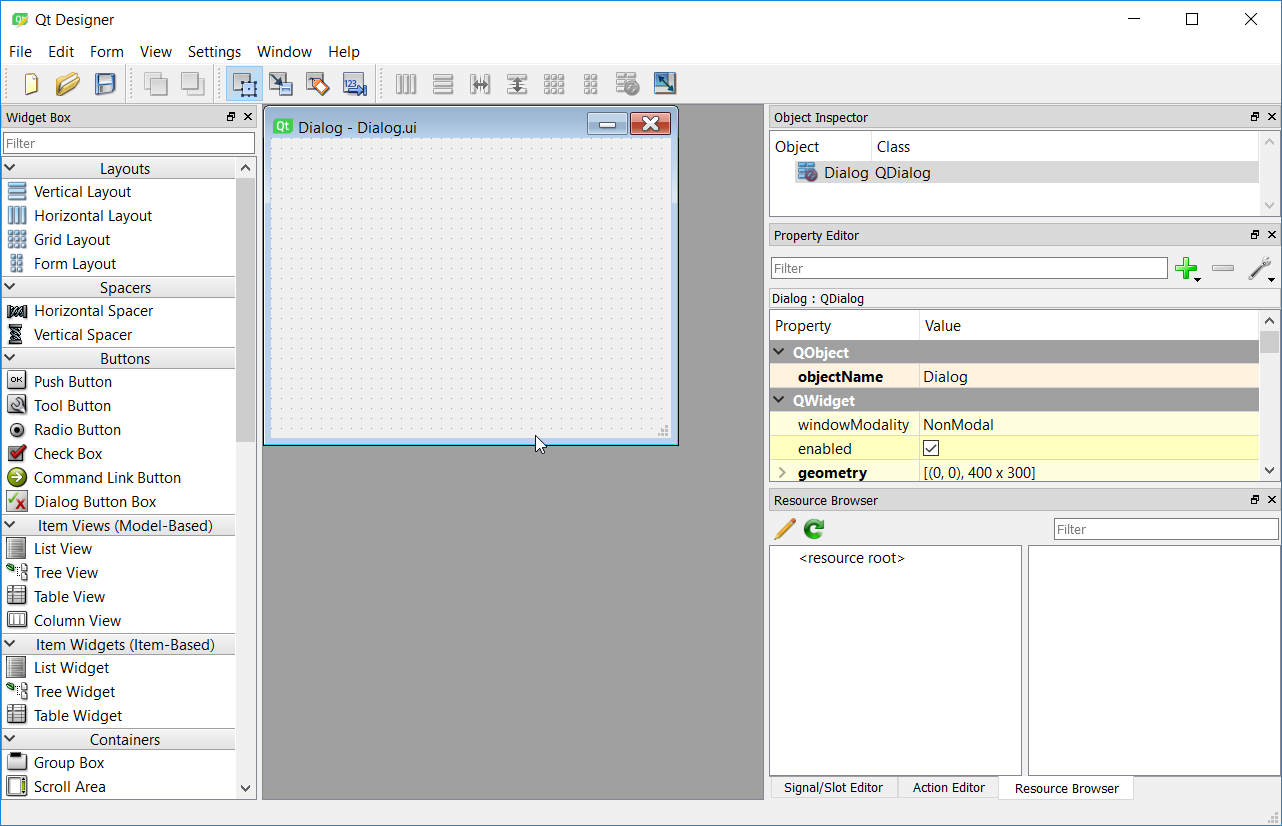 Qt Designer
File Edit Form View Settings Window Help
123
Widget Box
Filter
Layouts
Vertical Layout
Horizontal Layout
Grid Layout
Form Layout
Spacers
Horizontal Spacer
Vertical Spacer
Buttons
OK Push Button
Tool Button
Radio Button
Check Box
Command Link Button
Dialog Button Box
Item Views (Model-Based)
List View
Tree View
Table View
Column View
Item Widgets (Item-Based)
List Widget
Tree Widget
Table Widget
Containers
Group Box
Scroll Area
Qt Dialog - Dialog.ui
Object Inspector
Object Class
Dialog QDialog
Property Editor
Filter
Dialog : QDialog
Property Value
QObject
objectName Dialog
QWidget
windowModality NonModal
enabled
geometry [(0, 0), 400 x 300]
Resource Browser
Filter
<resource root>
Signal/Slot Editor Action Editor Resource Browser